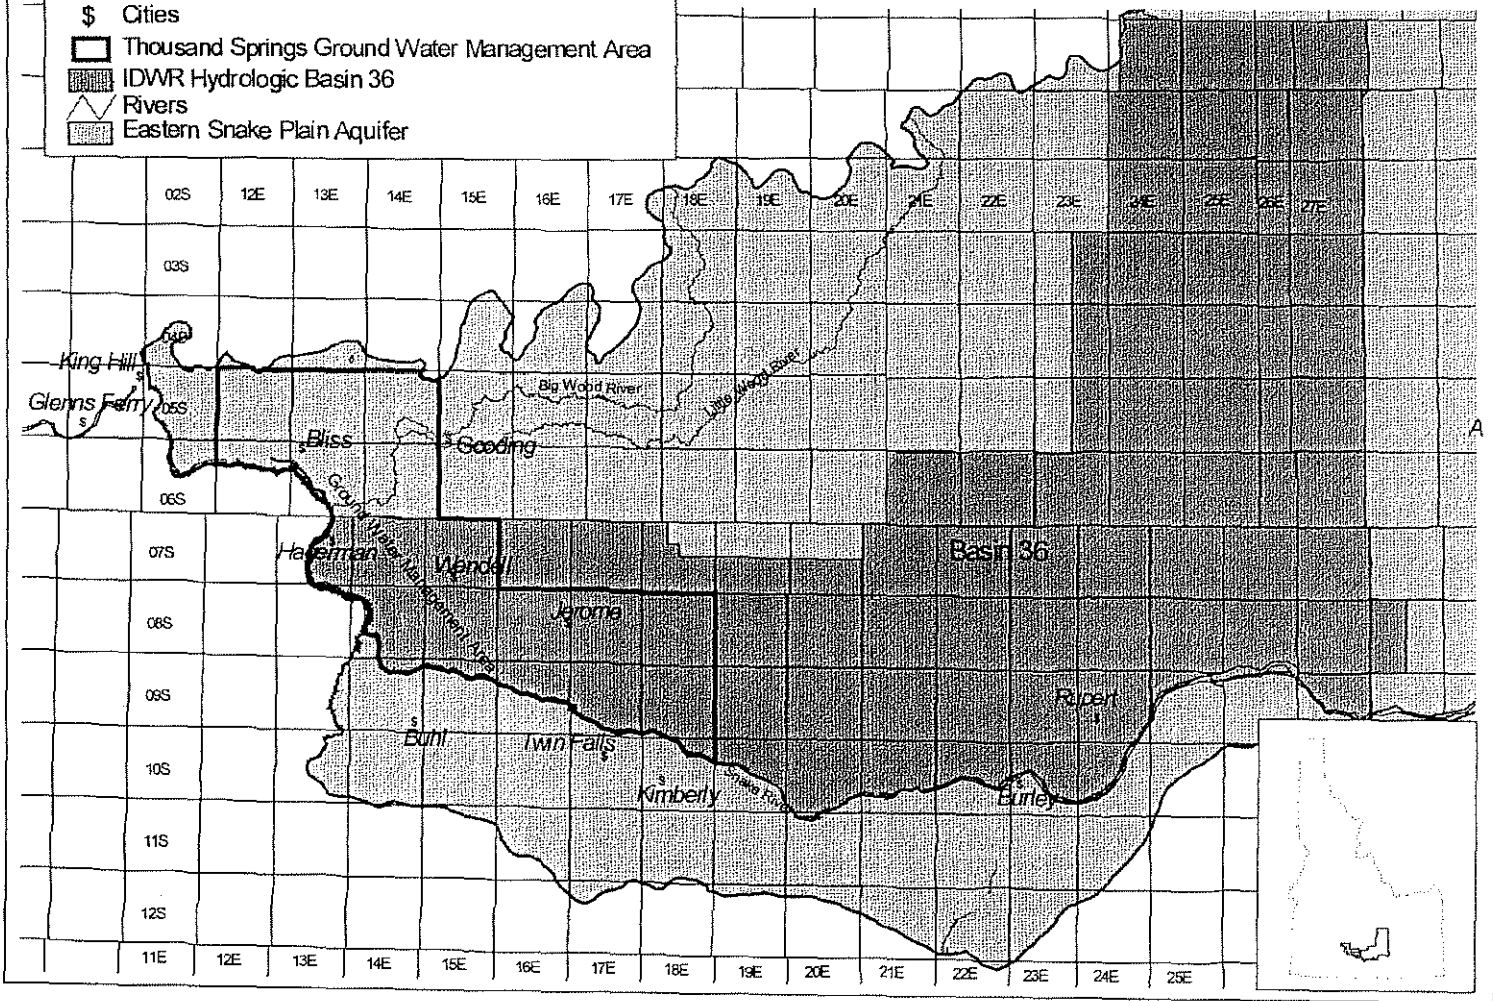 $ Cities
Thousand Springs Ground Water Management Area
IDWR Hydrologic Basin 36
Rivers
Eastern Snake Plain Aquifer
02S 12E 13E 14E 15E 16E 17E 18E 19E 20E 21E 22E 23E 24E 25E 26E 27E
03S
04S
King Hill
$
Big Wood River
Little Wood River
Glenns Ferry
05S
$
A
Bliss
$
Gooding
$
06S
Ground Water Management Area
07S
Hagerman
Wendell
Basin 36
08S
Jerome
09S
Rupert
$
Buhl
$
Twin Falls
$
10S
Kimberly
$
Snake River
Burley
11S
12S
11E 12E 13E 14E 15E 16E 17E 18E 19E 20E 21E 22E 23E 24E 25E